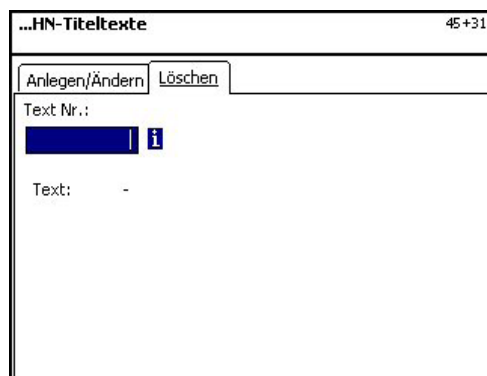 ...HN-Titeltexte 45+31
Anlegen/Ändern Löschen
Text Nr.:
i
Text: -